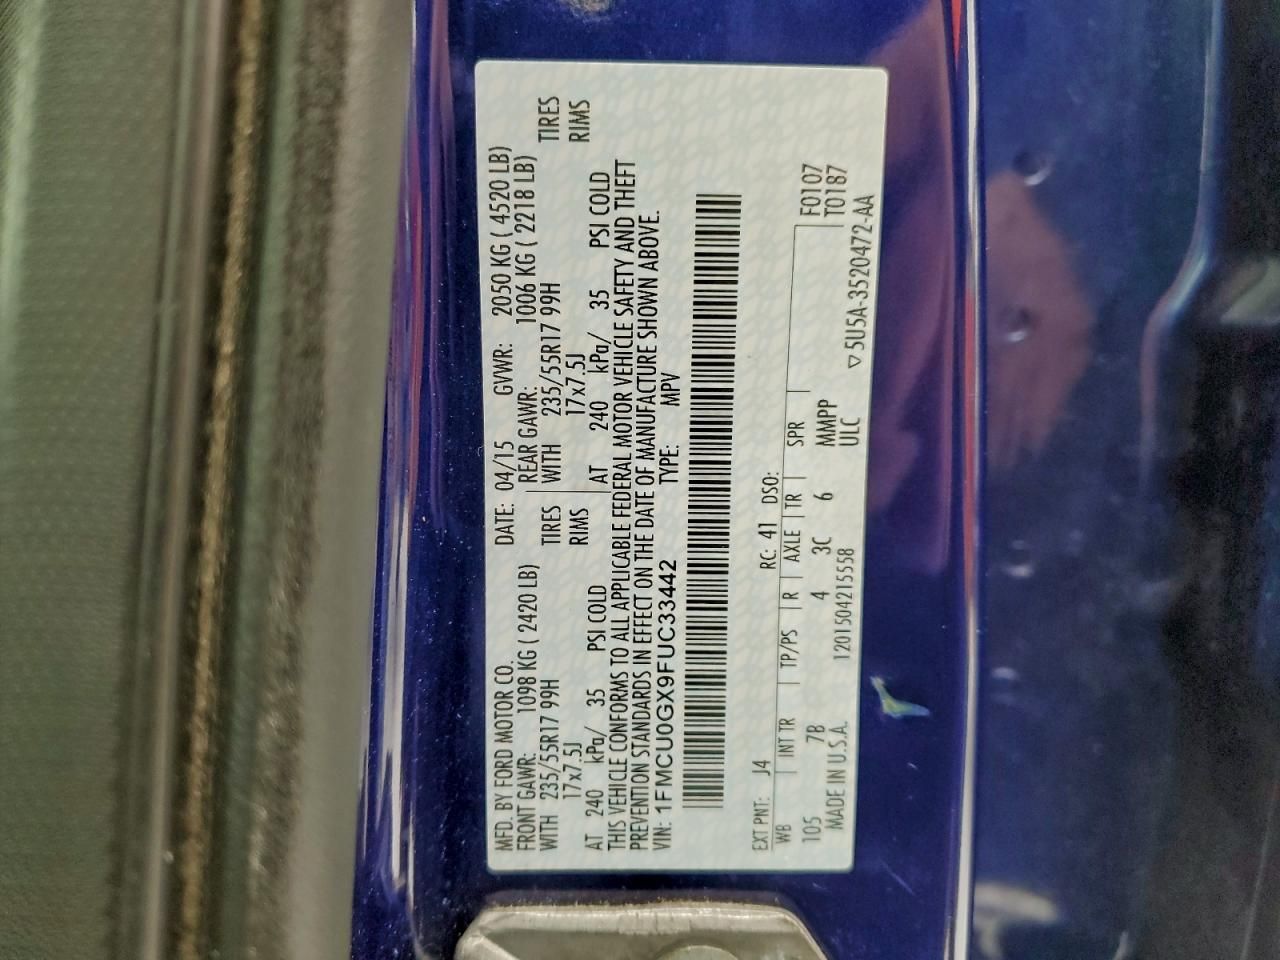 MFD. BY FORD MOTOR CO. DATE: 04/15 GVWR: 2050 KG ( 4520 LB)
FRONT GAWR: 1098 KG ( 2420 LB) REAR GAWR: 1006 KG ( 2218 LB)
WITH 235/55R17 99H TIRES WITH 235/55R17 99H TIRES
17x7.5J RIMS 17x7.5J RIMS
AT 240 kPa/ 35 PSI COLD AT 240 kPa/ 35 PSI COLD
THIS VEHICLE CONFORMS TO ALL APPLICABLE FEDERAL MOTOR VEHICLE SAFETY AND THEFT
PREVENTION STANDARDS IN EFFECT ON THE DATE OF MANUFACTURE SHOWN ABOVE.
VIN: 1FMCU0GX9FUC33442 TYPE: MPV
EXT PNT: J4 RC: 41 DSO:
WB INT TR TP/PS R AXLE TR SPR F0107
105 7B 4 3C 6 MMPP T0187
MADE IN U.S.A. 1201504215558 ULC ▽5U5A-3520472-AA